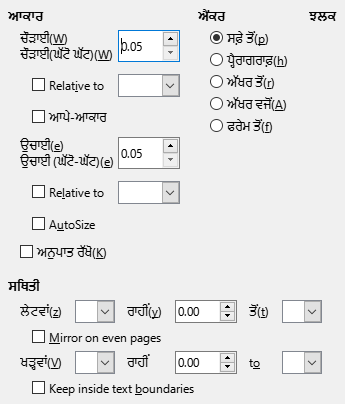 ਆਕਾਰ ਐਂਕਰ ਝਲਕ
ਚੌੜਾਈ(W)
ਚੌੜਾਈ(ਘੱਟੋ ਘੱਟ)(W) 0.05
ਸਫ਼ੇ ਤੋਂ(p)
ਪ੍ਹੈਰਾਗਰਾਫ਼(h)
Relative to ਅੱਖਰ ਤੋਂ(r)
ਅੱਖਰ ਵਜੋਂ(A)
ਆਪੇ-ਆਕਾਰ
ਫਰੇਮ ਤੋਂ(f)
ਉਚਾਈ(e)
ਉਚਾਈ (ਘੱਟੋ-ਘੱਟ)(e) 0.05
Relative to
AutoSize
ਅਨੁਪਾਤ ਰੱਖੋ(K)
ਸਥਿਤੀ
ਲੇਟਵਾਂ(z) ਰਾਹੀਂ(y) 0.00 ਤੋਂ(t)
Mirror on even pages
ਖੜ੍ਹਵਾਂ(V) ਰਾਹੀਂ 0.00 to
Keep inside text boundaries